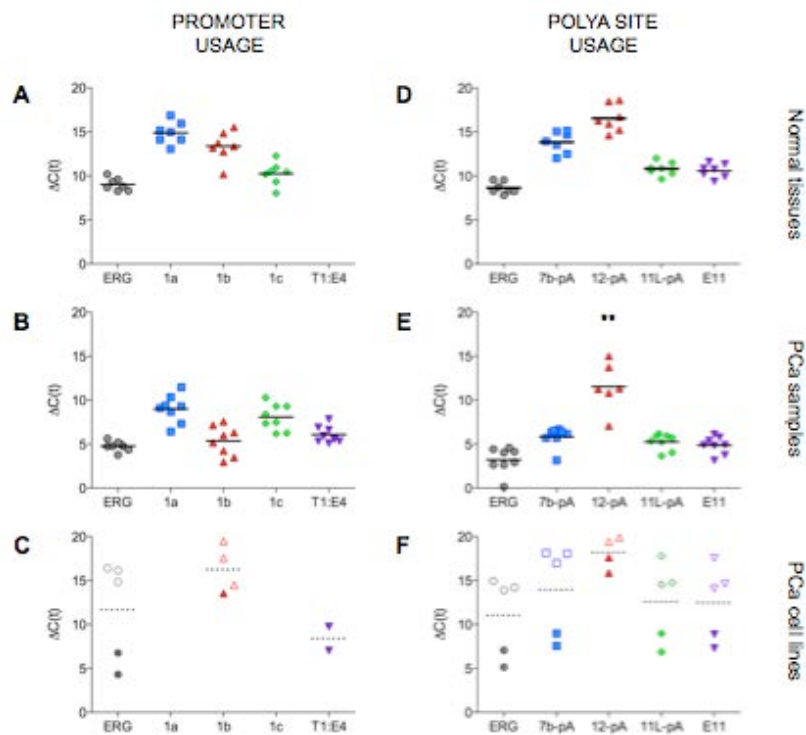 PROMOTER
USAGE
POLYA SITE
USAGE
A
20
15
10
5
0
ΔC(t)
ERG 1a 1b 1c T1:E4
D
20
15
10
5
0
ΔC(t)
ERG 7b-pA 12-pA 11L-pA E11
Normal tissues
B
20
15
10
5
0
ΔC(t)
ERG 1a 1b 1c T1:E4
E
20
15
10
5
0
ΔC(t)
**
ERG 7b-pA 12-pA 11L-pA E11
PCa samples
C
20
15
10
5
0
ΔC(t)
ERG 1a 1b 1c T1:E4
F
20
15
10
5
0
ΔC(t)
ERG 7b-pA 12-pA 11L-pA E11
PCa cell lines